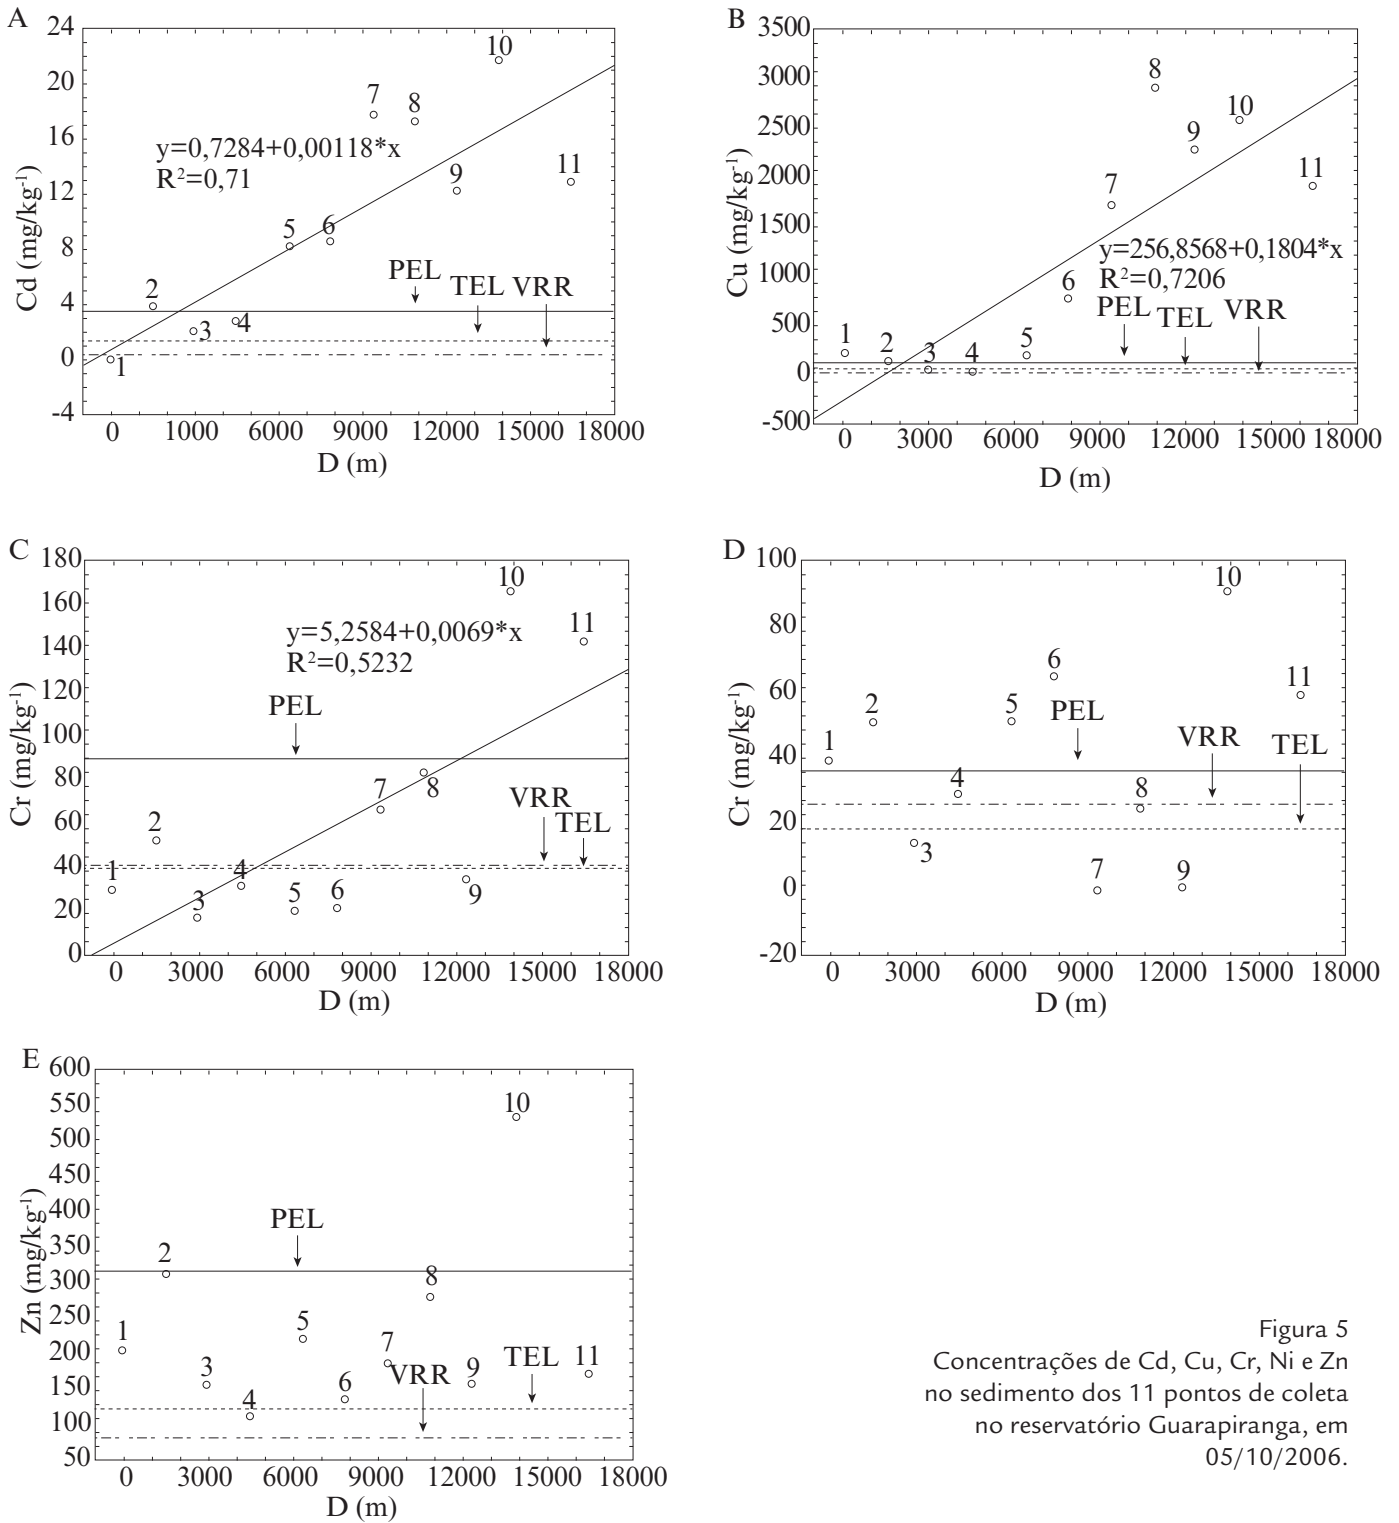 A
24
20
16
12
8
4
0
-4
Cd (mg/kg-1)
y=0,7284+0,00118*x
R2=0,71
1
2
3
4
5
6
7
8
9
10
11
PEL
TEL
VRR
0 1000 6000 9000 12000 15000 18000
D (m)
B
3500
3000
2500
2000
1500
1000
500
0
-500
Cu (mg/kg-1)
y=256,8568+0,1804*x
R2=0,7206
1
2
3
4
5
6
7
8
9
10
11
PEL
TEL
VRR
0 3000 6000 9000 12000 15000 18000
D (m)
C
180
160
140
120
100
80
60
40
20
0
Cr (mg/kg-1)
y=5,2584+0,0069*x
R2=0,5232
1
2
3
4
5
6
7
8
9
10
11
PEL
VRR
TEL
0 3000 6000 9000 12000 15000 18000
D (m)
D
100
80
60
40
20
0
-20
Cr (mg/kg-1)
1
2
3
4
5
6
7
8
9
10
11
PEL
VRR
TEL
0 3000 6000 9000 12000 15000 18000
D (m)
E
600
550
500
450
400
350
300
250
200
150
100
50
Zn (mg/kg-1)
1
2
3
4
5
6
7
8
9
10
11
PEL
VRR
TEL
0 3000 6000 9000 12000 15000 18000
D (m)
Figura 5
Concentrações de Cd, Cu, Cr, Ni e Zn
no sedimento dos 11 pontos de coleta
no reservatório Guarapiranga, em
05/10/2006.